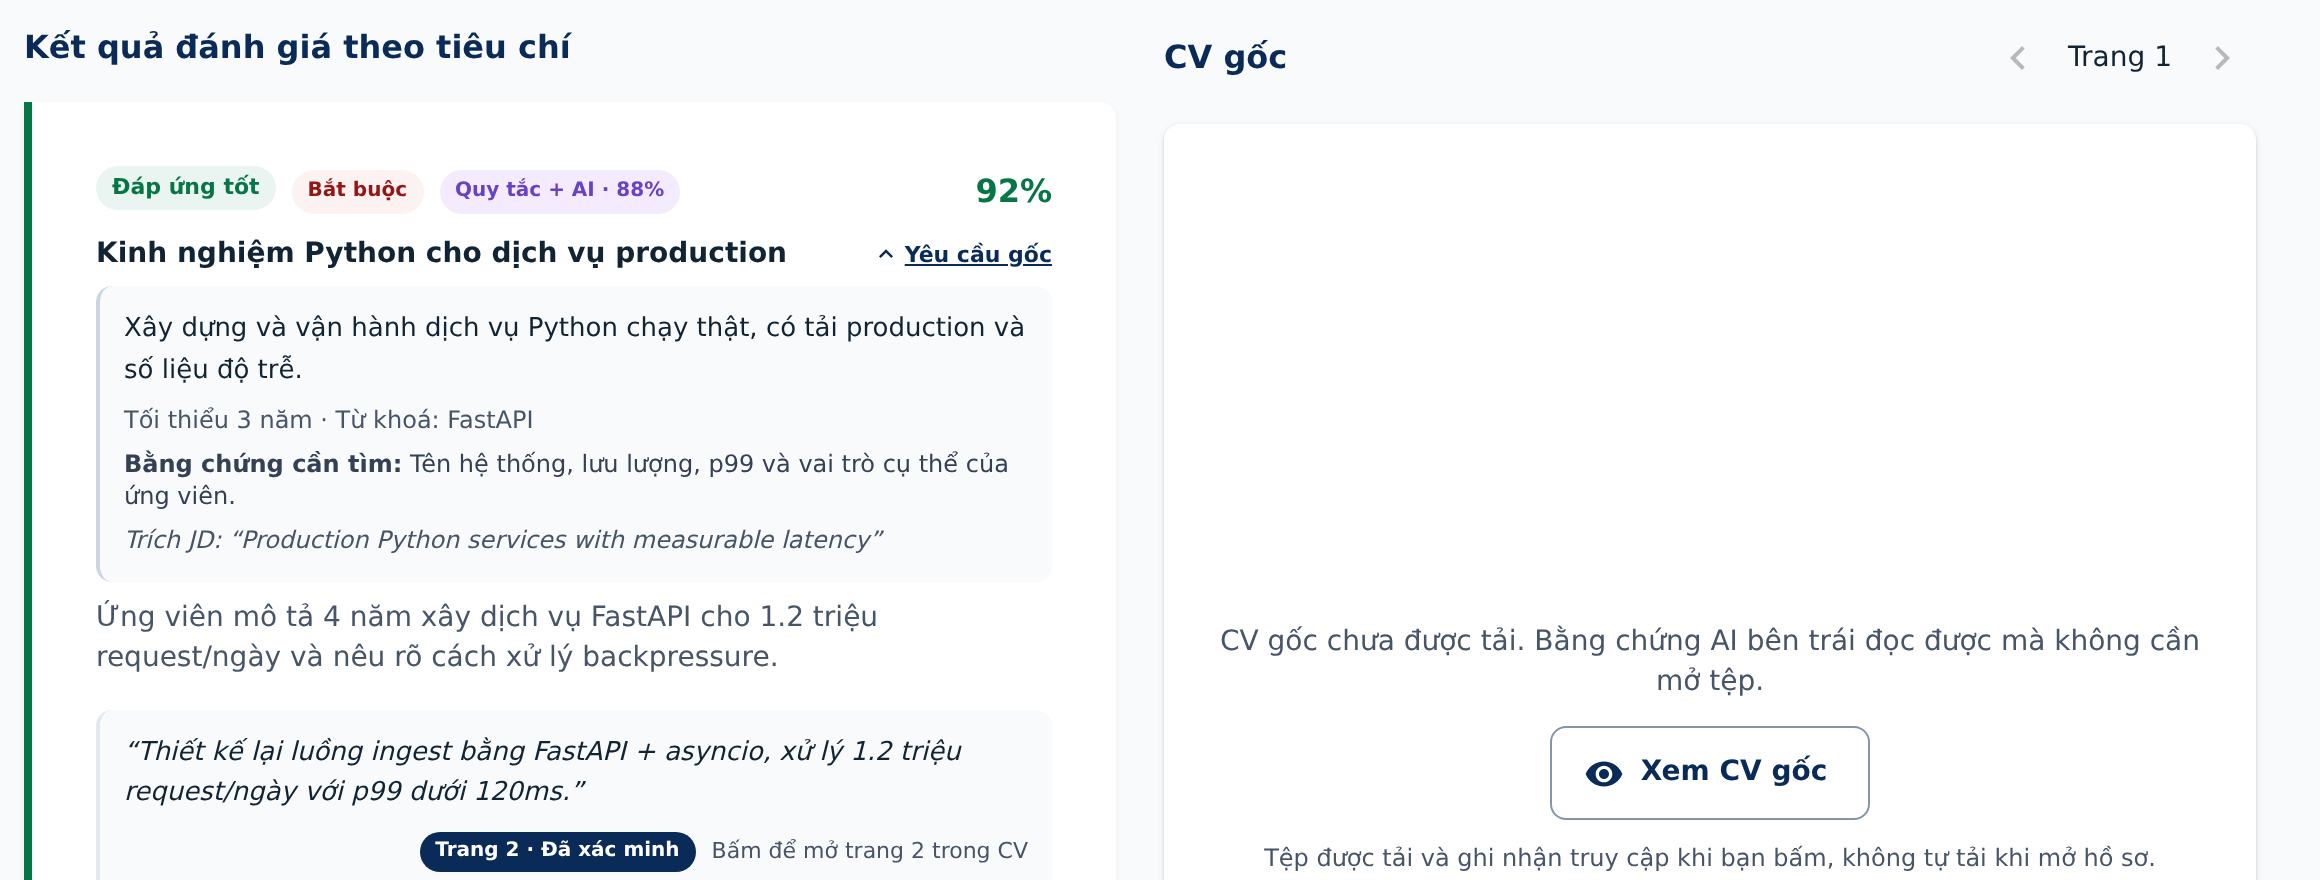 Kết quả đánh giá theo tiêu chí
Đáp ứng tốt
Bắt buộc
Quy tắc + AI · 88%
92%
Kinh nghiệm Python cho dịch vụ production
Yêu cầu gốc
Xây dựng và vận hành dịch vụ Python chạy thật, có tải production và
số liệu độ trễ.
Tối thiểu 3 năm · Từ khoá: FastAPI
Bằng chứng cần tìm: Tên hệ thống, lưu lượng, p99 và vai trò cụ thể của
ứng viên.
Trích JD: “Production Python services with measurable latency”
Ứng viên mô tả 4 năm xây dịch vụ FastAPI cho 1.2 triệu
request/ngày và nêu rõ cách xử lý backpressure.
“Thiết kế lại luồng ingest bằng FastAPI + asyncio, xử lý 1.2 triệu
request/ngày với p99 dưới 120ms.”
Trang 2 · Đã xác minh
Bấm để mở trang 2 trong CV
CV gốc
Trang 1
CV gốc chưa được tải. Bằng chứng AI bên trái đọc được mà không cần
mở tệp.
Xem CV gốc
Tệp được tải và ghi nhận truy cập khi bạn bấm, không tự tải khi mở hồ sơ.